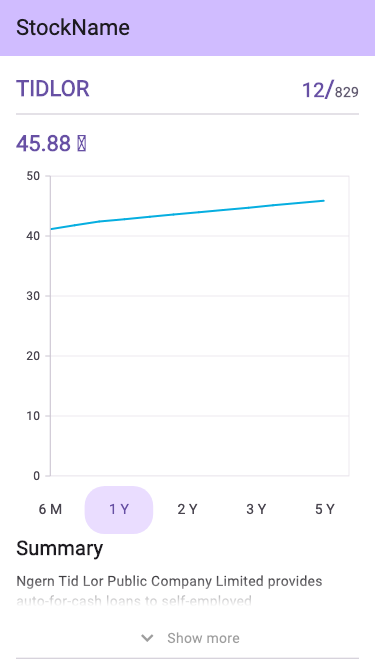 StockName
TIDLOR
12/829
45.88
50
40
30
20
10
0
6 M 1 Y 2 Y 3 Y 5 Y
Summary
Ngern Tid Lor Public Company Limited provides
auto-for-cash loans to self-employed
Show more